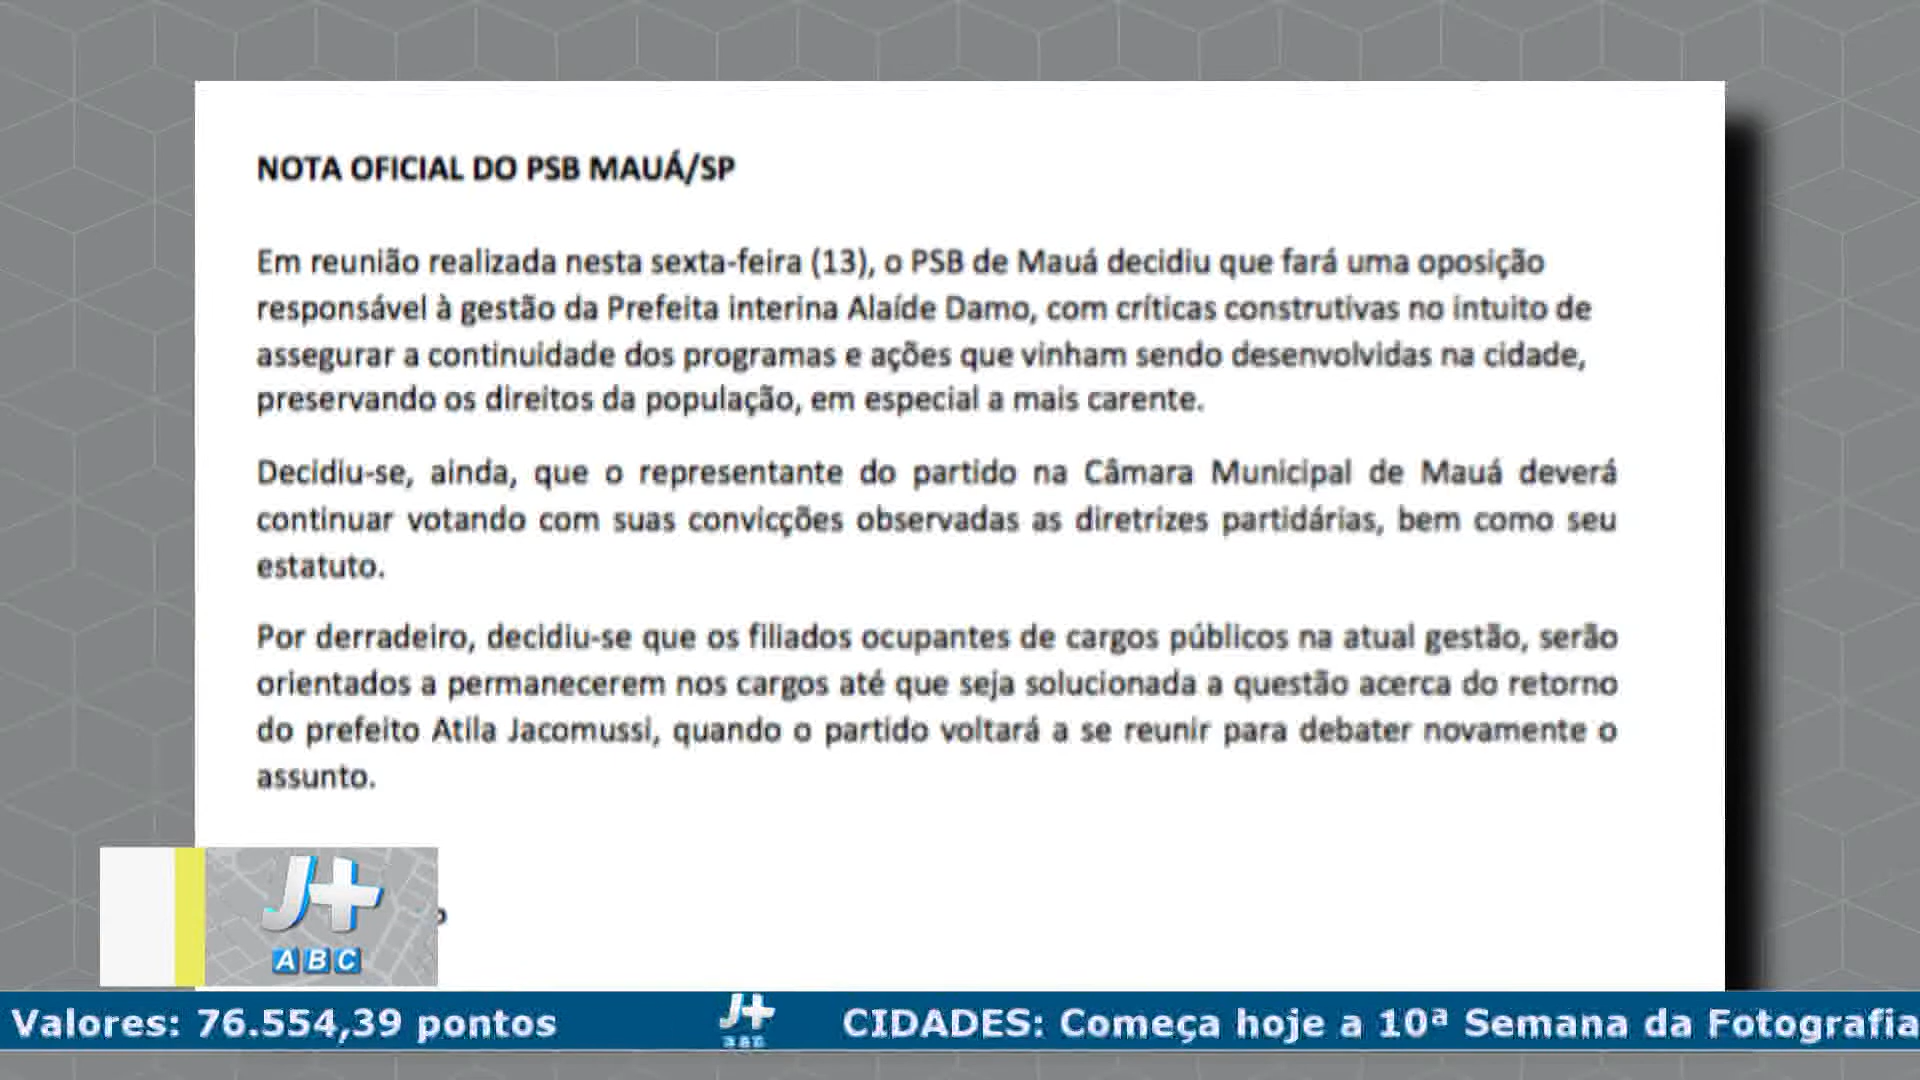 NOTA OFICIAL DO PSB MAUÁ/SP
Em reunião realizada nesta sexta-feira (13), o PSB de Mauá decidiu que fará uma oposição
responsável à gestão da Prefeita interina Alaíde Damo, com críticas construtivas no intuito de
assegurar a continuidade dos programas e ações que vinham sendo desenvolvidas na cidade,
preservando os direitos da população, em especial a mais carente.
Decidiu-se, ainda, que o representante do partido na Câmara Municipal de Mauá deverá
continuar votando com suas convicções observadas as diretrizes partidárias, bem como seu
estatuto.
Por derradeiro, decidiu-se que os filiados ocupantes de cargos públicos na atual gestão, serão
orientados a permanecerem nos cargos até que seja solucionada a questão acerca do retorno
do prefeito Atila Jacomussi, quando o partido voltará a se reunir para debater novamente o
assunto.
J+
ABC
Valores: 76.554,39 pontos J+ ABC CIDADES: Começa hoje a 10ª Semana da Fotografia